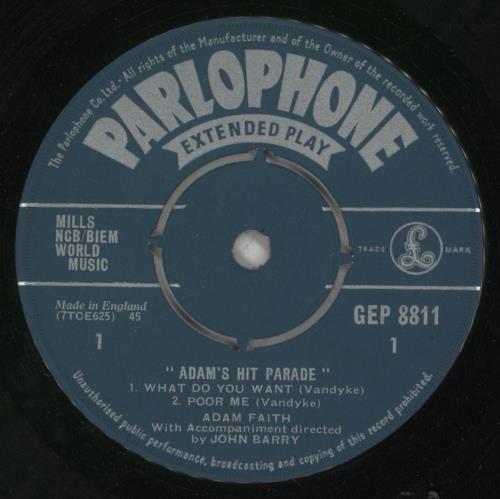 The Parlophone Co. Ltd.- All rights of the Manufacturer and of the Owner of the recorded work reserved.
PARLOPHONE
EXTENDED PLAY
MILLS
NCB/BIEM
WORLD
MUSIC
TRADE £ MARK
Made in England
(7TCE625) 45
GEP 8811
1
1
" ADAM'S HIT PARADE "
1. WHAT DO YOU WANT (Vandyke)
2. POOR ME (Vandyke)
ADAM FAITH
With Accompaniment directed
by JOHN BARRY
Unauthorised public performance, broadcasting and copying of this record prohibited.